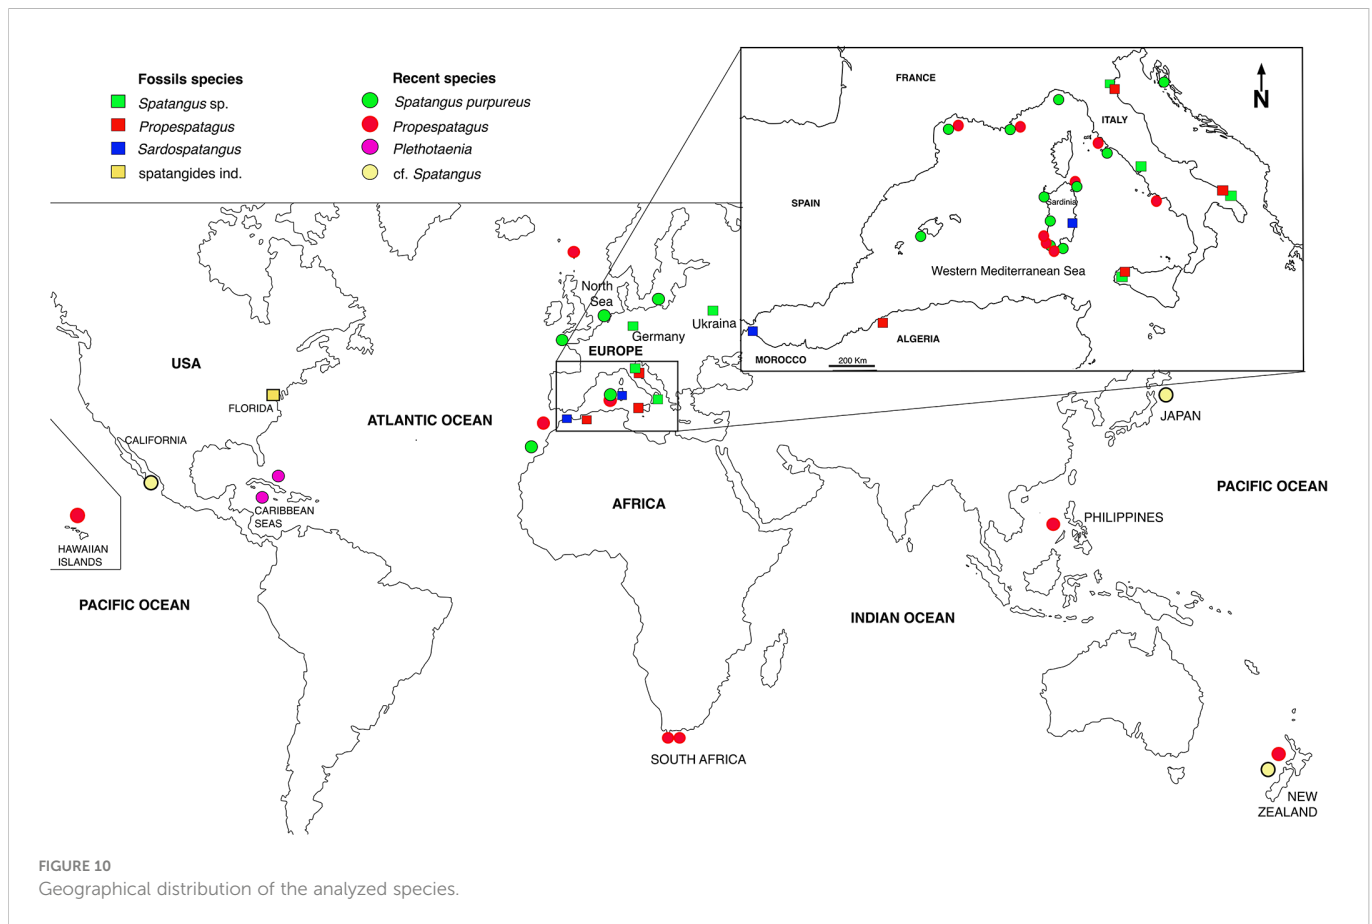 Fossils species
Spatangus sp.
Propespatagus
Sardospatangus
spatangides ind.
Recent species
Spatangus purpureus
Propespatagus
Plethotaenia
cf. Spatangus
FRANCE
N
ITALY
SPAIN
Sardinia
Western Mediterranean Sea
ALGERIA
MOROCCO
200 Km
6
North
Sea
Ukraina
Germany
EUROPE
USA
FLORIDA
ATLANTIC OCEAN
CALIFORNIA
JAPAN
PACIFIC OCEAN
AFRICA
CARIBBEAN
SEAS
PHILIPPINES
HAWAIIAN
ISLANDS
PACIFIC OCEAN
INDIAN OCEAN
SOUTH AFRICA
NEW
ZEALAND
FIGURE 10
Geographical distribution of the analyzed species.